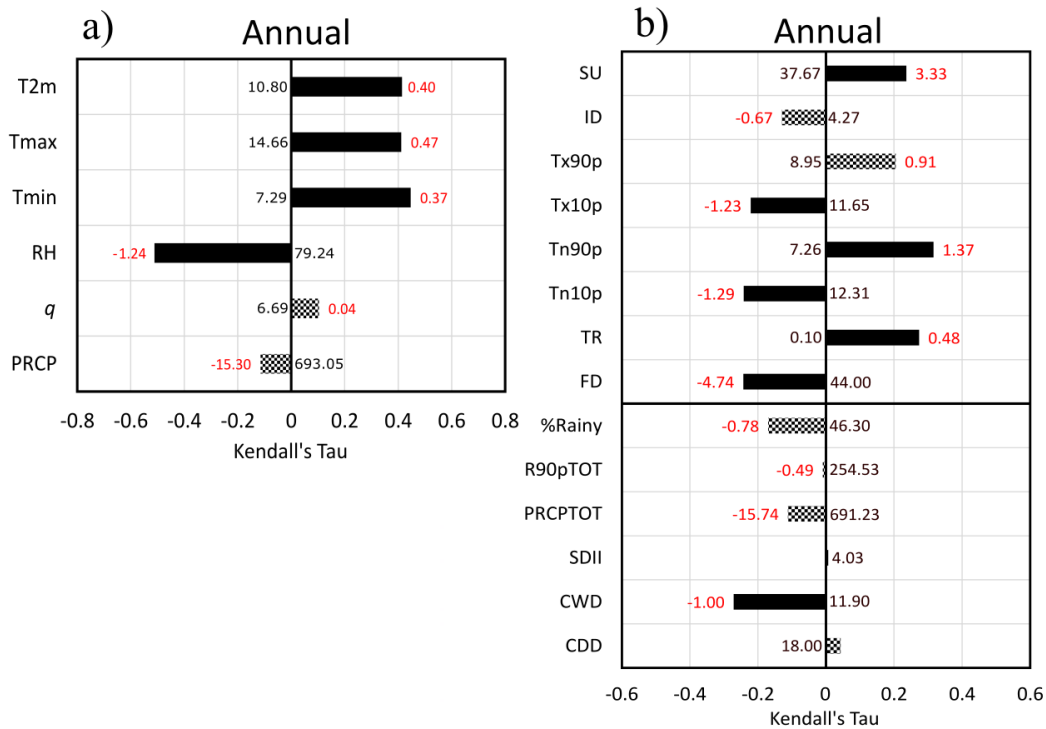 a)
Annual
T2m 10.80 0.40
Tmax 14.66 0.47
Tmin 7.29 0.37
RH -1.24 79.24
q 6.69 0.04
PRCP -15.30 693.05
-0.8 -0.6 -0.4 -0.2 0 0.2 0.4 0.6 0.8
Kendall's Tau
b)
Annual
SU 37.67 3.33
ID -0.67 4.27
Tx90p 8.95 0.91
Tx10p -1.23 11.65
Tn90p 7.26 1.37
Tn10p -1.29 12.31
TR 0.10 0.48
FD -4.74 44.00
%Rainy -0.78 46.30
R90pTOT -0.49 254.53
PRCPTOT -15.74 691.23
SDII 4.03
CWD -1.00 11.90
CDD 18.00
-0.6 -0.4 -0.2 0 0.2 0.4 0.6
Kendall's Tau